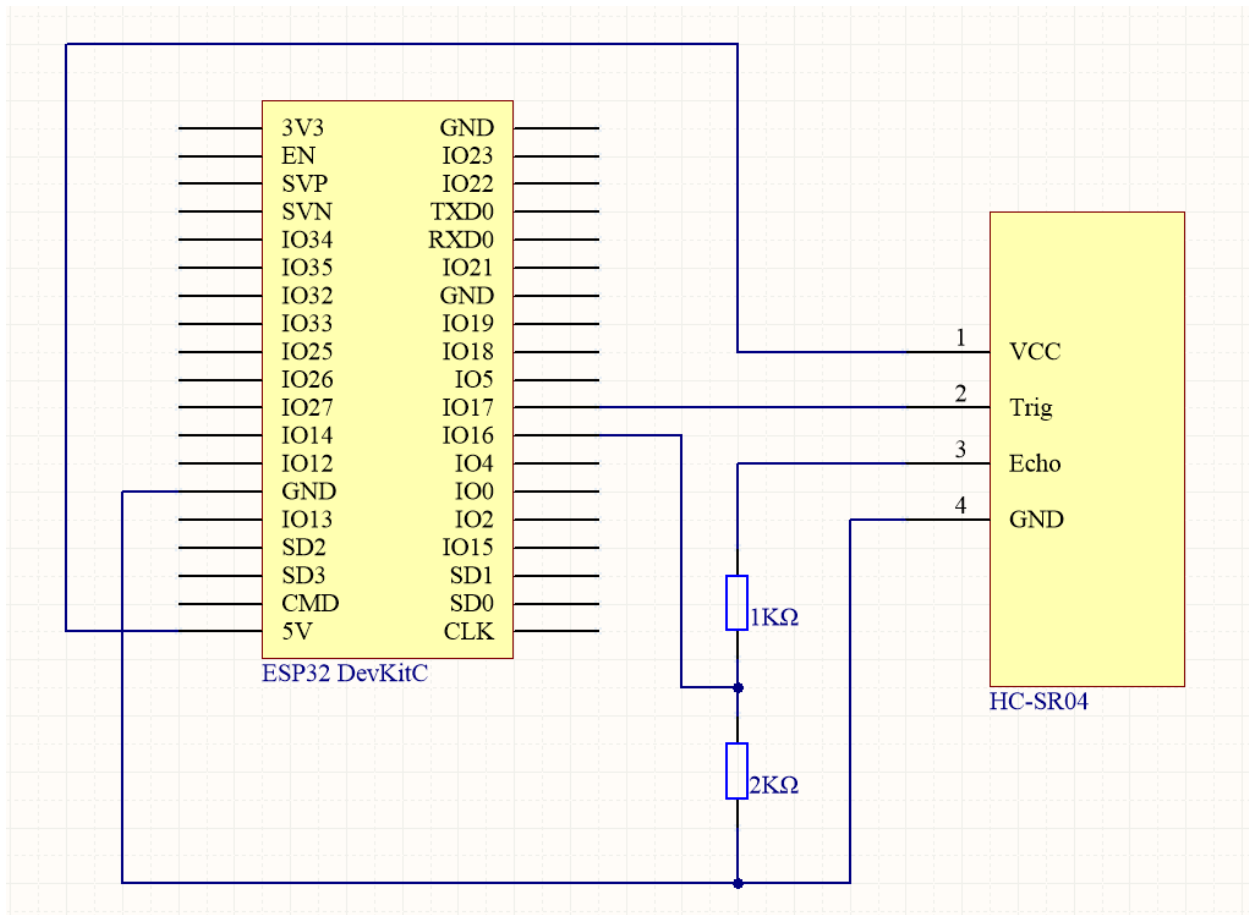 3V3 GND
EN IO23
SVP IO22
SVN TXD0
IO34 RXD0
IO35 IO21
IO32 GND
IO33 IO19
IO25 IO18
IO26 IO5
IO27 IO17
IO14 IO16
IO12 IO4
GND IO0
IO13 IO2
SD2 IO15
SD3 SD1
CMD SD0
5V CLK
ESP32 DevKitC
1 VCC
2 Trig
3 Echo
4 GND
HC-SR04
1KΩ
2KΩ